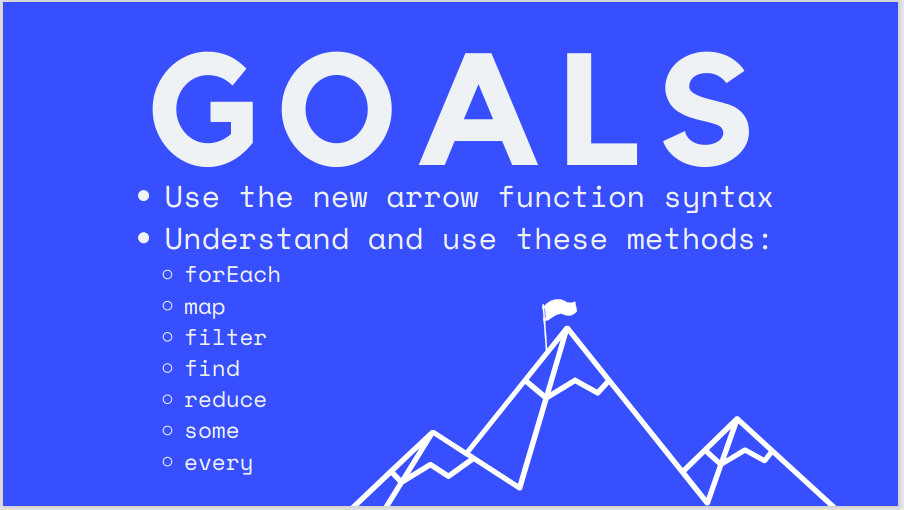 GOALS
• Use the new arrow function syntax
• Understand and use these methods:
○ forEach
○ map
○ filter
○ find
○ reduce
○ some
○ every